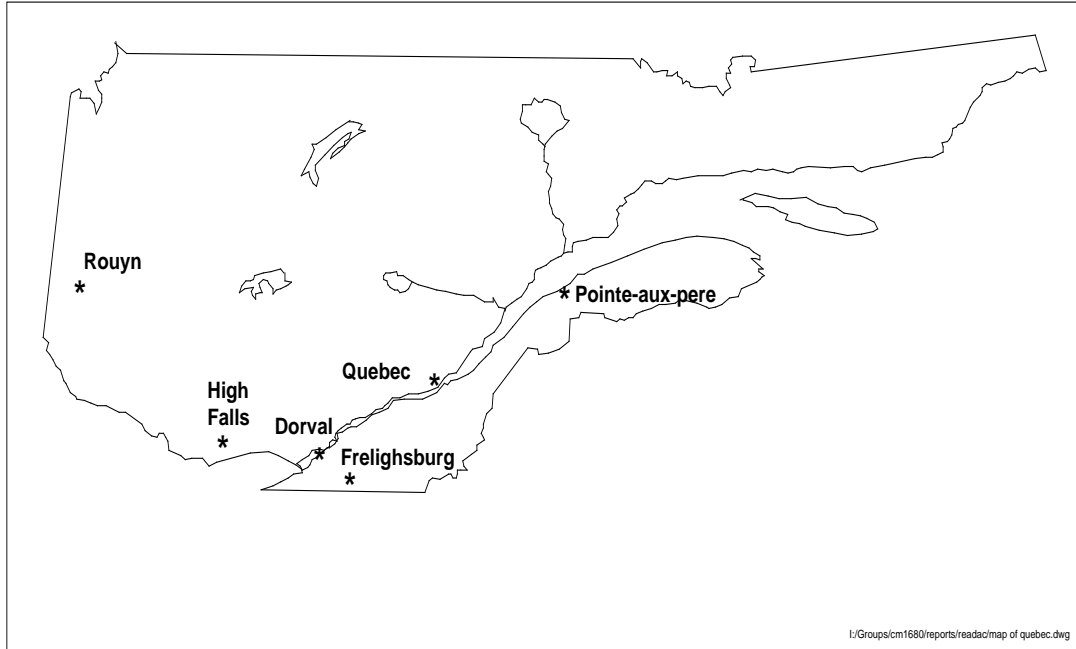 Rouyn
*
* Pointe-aux-pere
Quebec *
High
Falls
*
Dorval
*
Frelighsburg
*
I:/Groups/cm1680/reports/readac/map of quebec.dwg